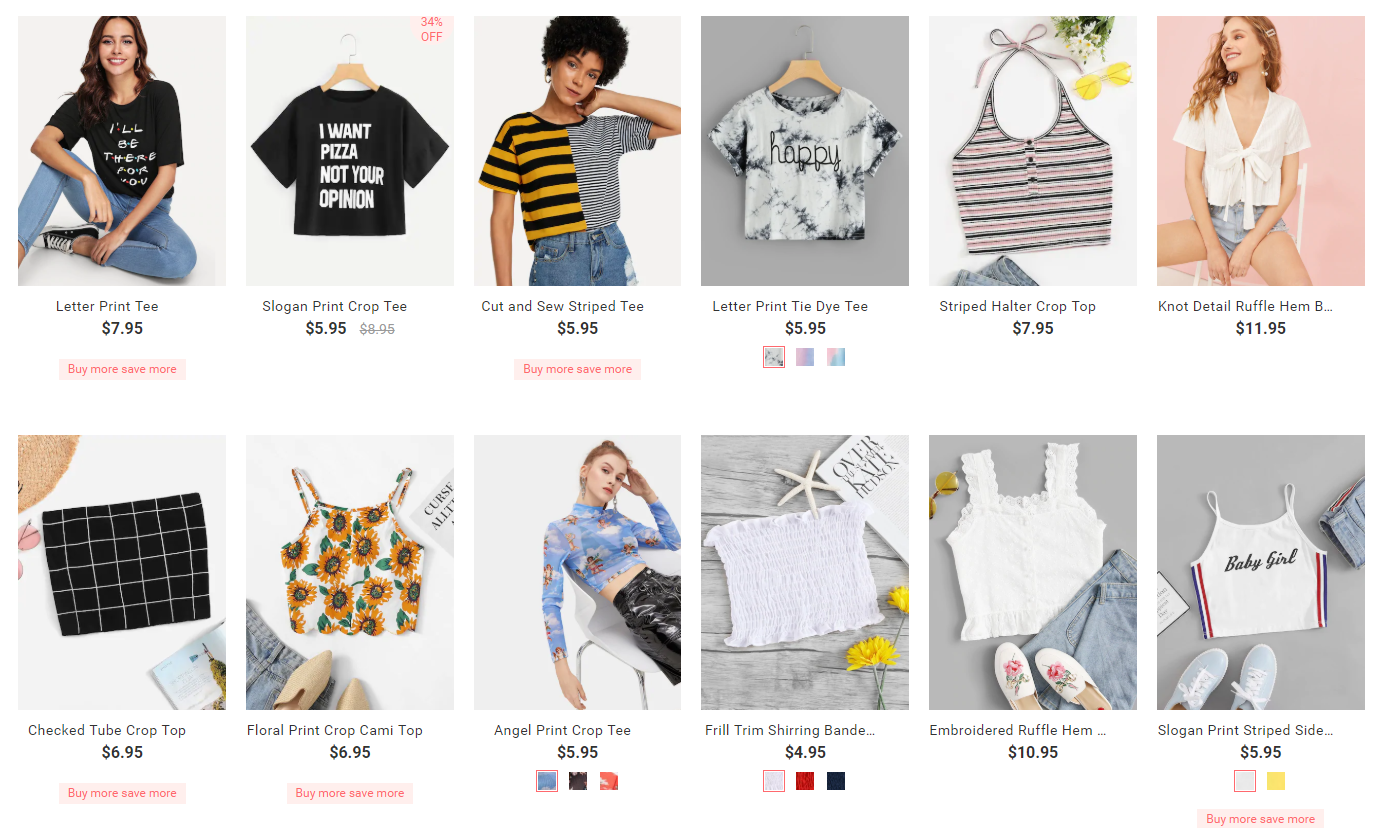 34%
OFF
I'LL
BE
THERE
FOR
YOU
I WANT
PIZZA
NOT YOUR
OPINION
happy
Letter Print Tee
$7.95
Buy more save more
Slogan Print Crop Tee
$5.95 $8.95
Cut and Sew Striped Tee
$5.95
Buy more save more
Letter Print Tie Dye Tee
$5.95
Striped Halter Crop Top
$7.95
Knot Detail Ruffle Hem B...
$11.95
CURSE
OVER
KATE
HUDSON
Baby Girl
Checked Tube Crop Top
$6.95
Buy more save more
Floral Print Crop Cami Top
$6.95
Buy more save more
Angel Print Crop Tee
$5.95
Frill Trim Shirring Bande...
$4.95
Embroidered Ruffle Hem ...
$10.95
Slogan Print Striped Side...
$5.95
Buy more save more